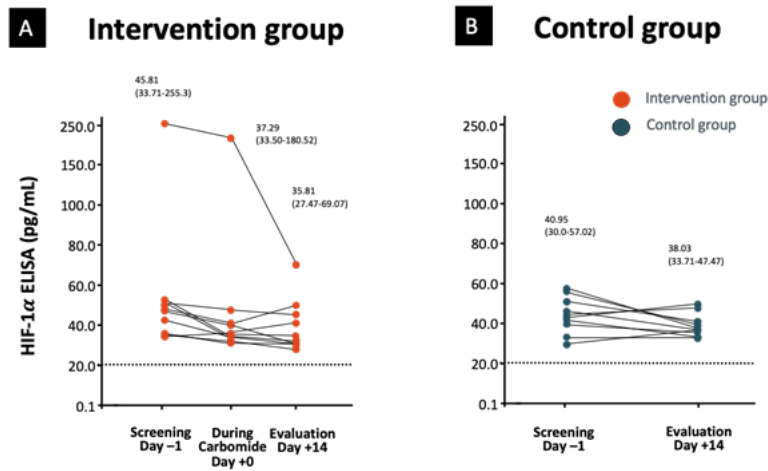 A
Intervention group
B
Control group
45.81
(33.71-255.3)
37.29
(33.50-180.52)
35.81
(27.47-69.07)
HIF-1α ELISA (pg/mL)
250.0
150.0
100.0
80.0
60.0
40.0
20.0
0.1
Screening
Day –1
During
Carbomide
Day +0
Evaluation
Day +14
Intervention group
Control group
40.95
(30.0-57.02)
38.03
(33.71-47.47)
250.0
150.0
100.0
80.0
60.0
40.0
20.0
0.1
Screening
Day –1
Evaluation
Day +14